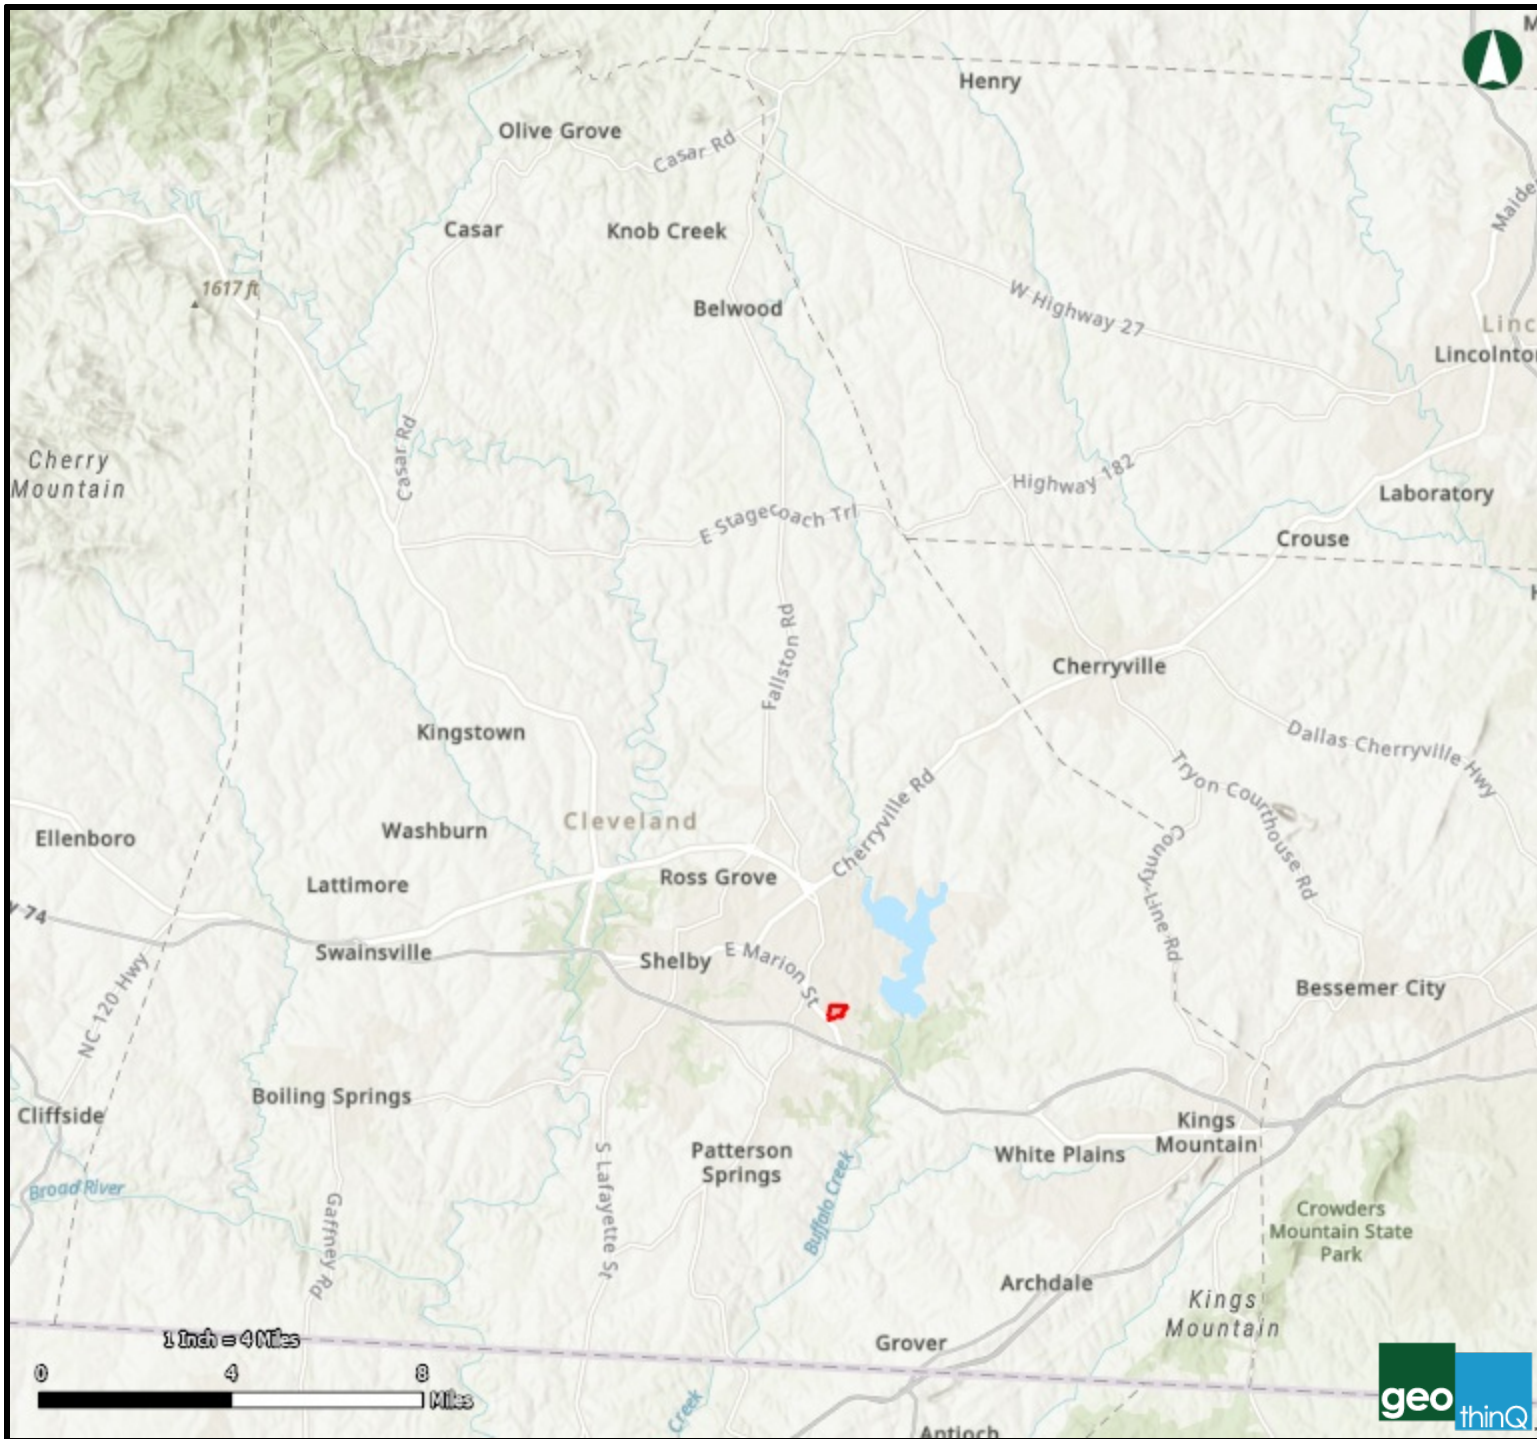 Henry
Olive Grove
Casar Rd
Maide
Casar
Knob Creek
1617 ft
W Highway 27
Belwood
Linc
Lincolnto
Casar Rd
Cherry
Mountain
Highway 182
Laboratory
E Stagecoach Trl
Crouse
Fallston Rd
Cherryville
Kingstown
Dallas Cherryville Hwy
Tryon Courthouse Rd
Cleveland
Cherryville Rd
Washburn
Ellenboro
County Line Rd
Ross Grove
Lattimore
y 74
Swainsville
Shelby
E Marion St
NC 120 Hwy
Bessemer City
Boiling Springs
Cliffside
Kings
Mountain
White Plains
Patterson
Springs
S Lafayette St
Buffalo Creek
Broad River
Gaffney Rd
Crowders
Mountain State
Park
Archdale
Kings
Mountain
Grover
1 Inch = 4 Miles
0 4 8
Miles
Creek
Antioch
geo
thinQ